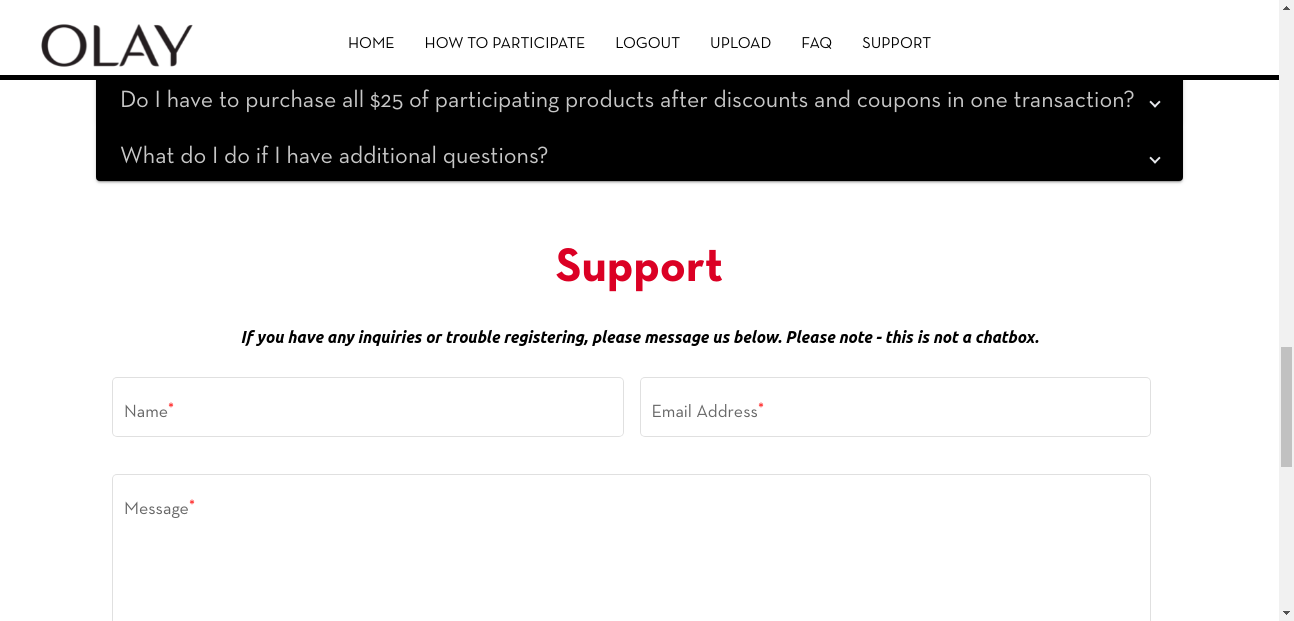 OLAY
HOME HOW TO PARTICIPATE LOGOUT UPLOAD FAQ SUPPORT
Do I have to purchase all $25 of participating products after discounts and coupons in one transaction?
What do I do if I have additional questions?
Support
If you have any inquiries or trouble registering, please message us below. Please note - this is not a chatbox.
Name* Email Address*
Message*